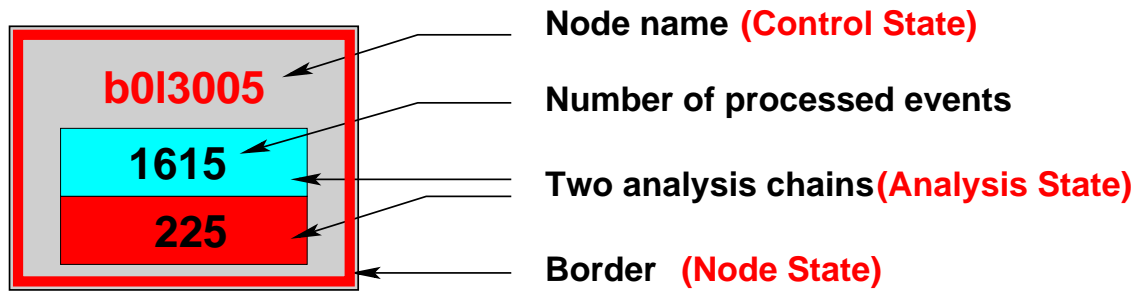 Node name (Control State)
b0l3005
Number of processed events
1615
Two analysis chains (Analysis State)
225
Border (Node State)